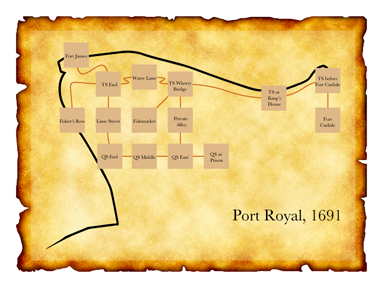 Fort James
TS End
Water Lane
TS Wherry
Bridge
TS at
King's
House
TS before
Fort Carlisle
Fisher's Row
Lime Street
Fishmarket
Private
Alley
Fort
Carlisle
QS End
QS Middle
QS East
QS at
Prison
Port Royal, 1691